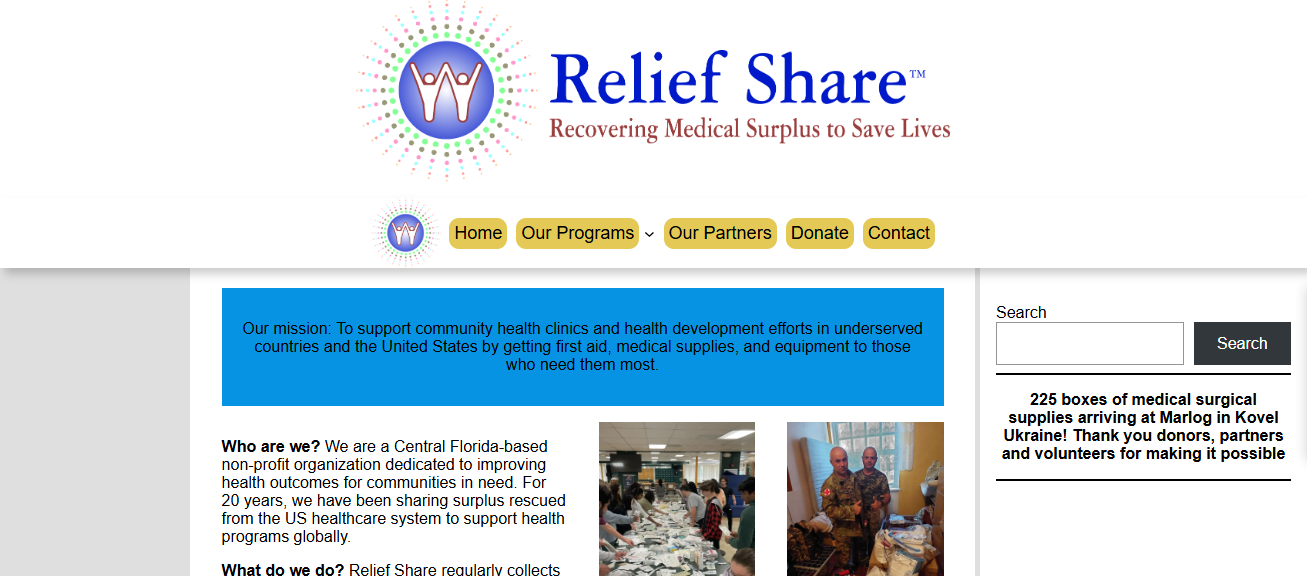 Relief Share™
Recovering Medical Surplus to Save Lives
Home Our Programs Our Partners Donate Contact
Our mission: To support community health clinics and health development efforts in underserved
countries and the United States by getting first aid, medical supplies, and equipment to those
who need them most.
Who are we? We are a Central Florida-based
non-profit organization dedicated to improving
health outcomes for communities in need. For
20 years, we have been sharing surplus rescued
from the US healthcare system to support health
programs globally.
What do we do? Relief Share regularly collects
Search
Search
225 boxes of medical surgical
supplies arriving at Marlog in Kovel
Ukraine! Thank you donors, partners
and volunteers for making it possible